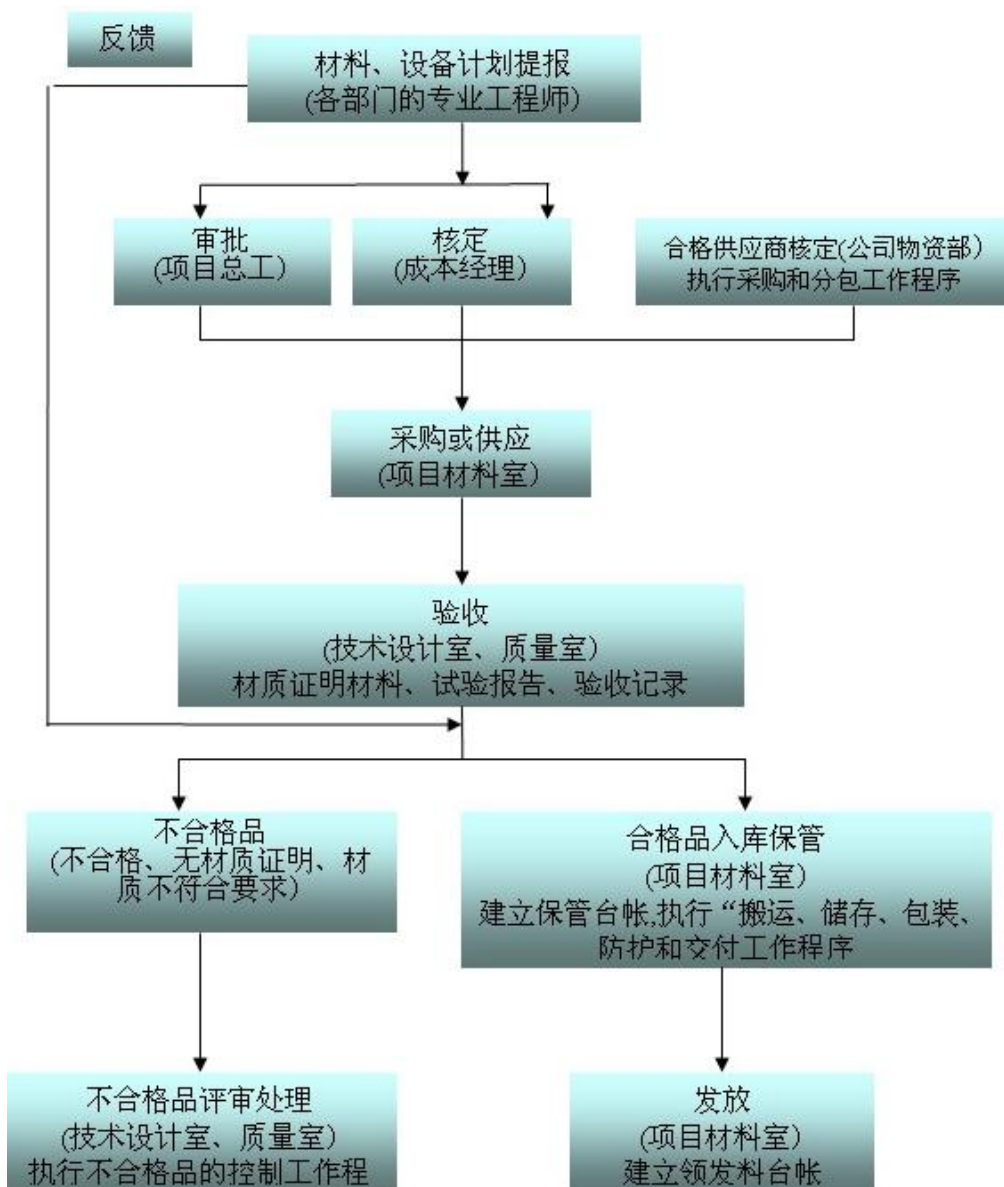 反馈
材料、设备计划提报
(各部门的专业工程师)
审批
(项目总工)
核定
(成本经理)
合格供应商核定(公司物资部)
执行采购和分包工作程序
采购或供应
(项目材料室)
验收
(技术设计室、质量室)
材质证明材料、试验报告、验收记录
不合格品
(不合格、无材质证明、材
质不符合要求)
合格品入库保管
(项目材料室)
建立保管台帐,执行“搬运、储存、包装、
防护和交付工作程序
不合格品评审处理
(技术设计室、质量室)
执行不合格品的控制工作程
发放
(项目材料室)
建立领发料台帐